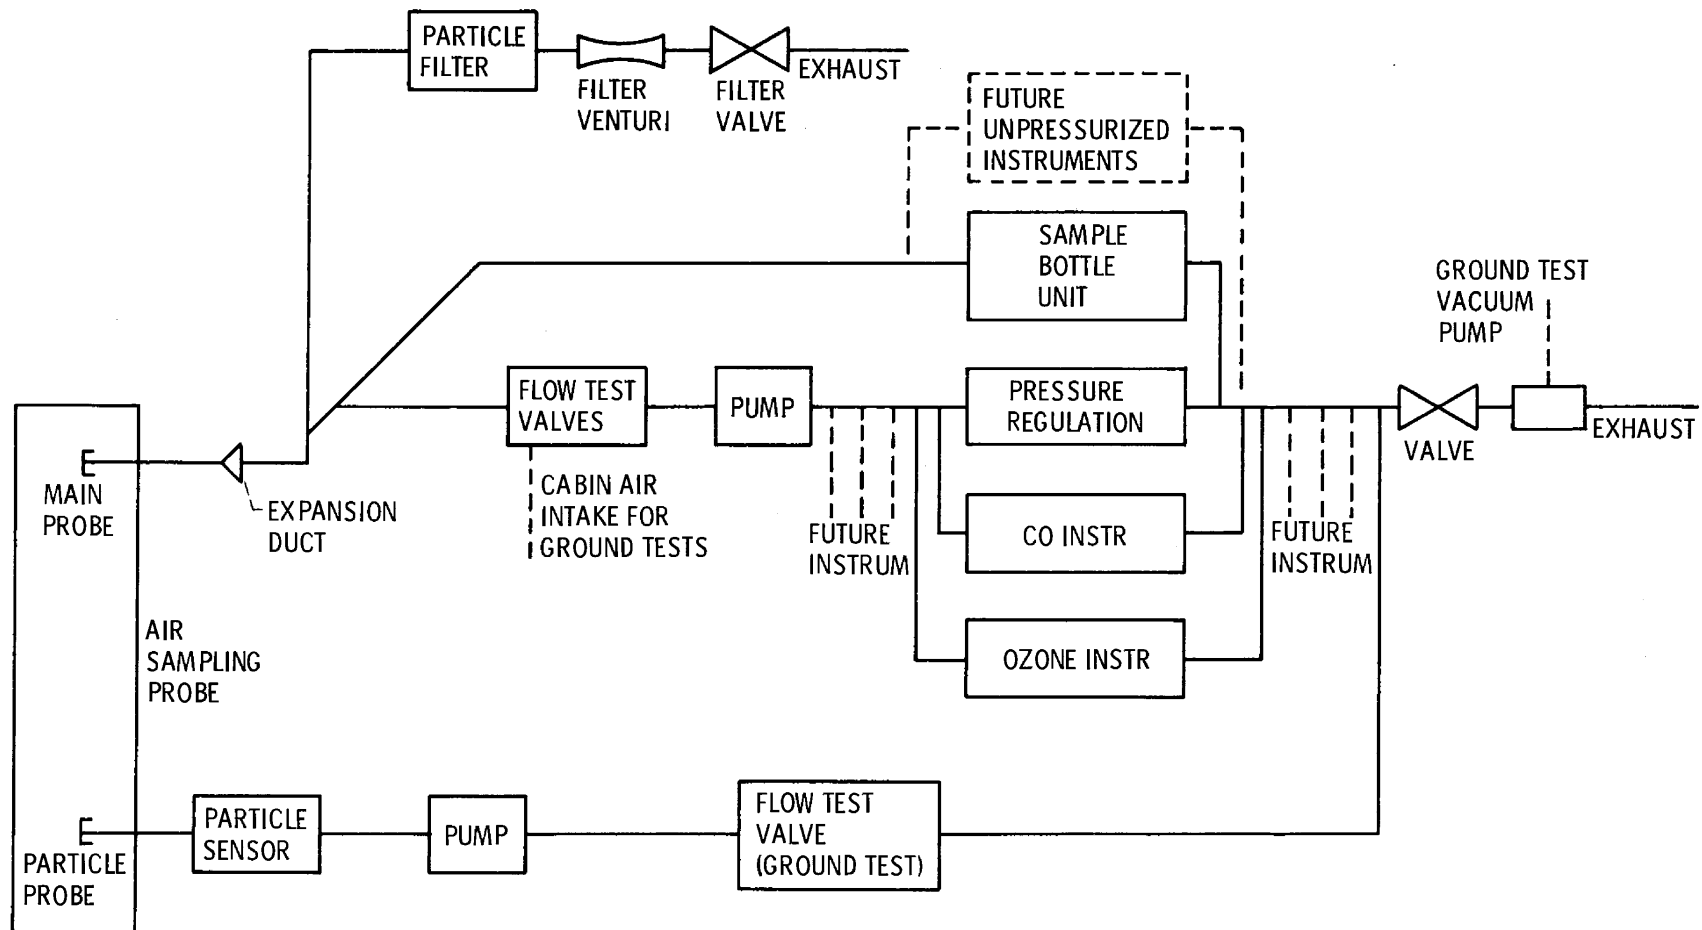 PARTICLE
FILTER
FILTER
VENTURI
FILTER
VALVE
EXHAUST
FUTURE
UNPRESSURIZED
INSTRUMENTS
SAMPLE
BOTTLE
UNIT
GROUND TEST
VACUUM
PUMP
FLOW TEST
VALVES
PUMP
PRESSURE
REGULATION
VALVE
EXHAUST
MAIN
PROBE
EXPANSION
DUCT
CABIN AIR
INTAKE FOR
GROUND TESTS
FUTURE
INSTRUM
CO INSTR
FUTURE
INSTRUM
AIR
SAMPLING
PROBE
OZONE INSTR
PARTICLE
PROBE
PARTICLE
SENSOR
PUMP
FLOW TEST
VALVE
(GROUND TEST)